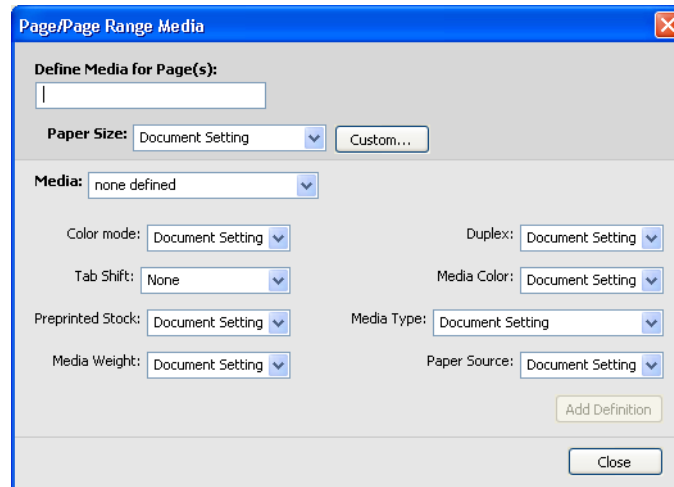 Page/Page Range Media
Define Media for Page(s):
Paper Size: Document Setting Custom...
Media: none defined
Color mode: Document Setting Duplex: Document Setting
Tab Shift: None Media Color: Document Setting
Preprinted Stock: Document Setting Media Type: Document Setting
Media Weight: Document Setting Paper Source: Document Setting
Add Definition
Close